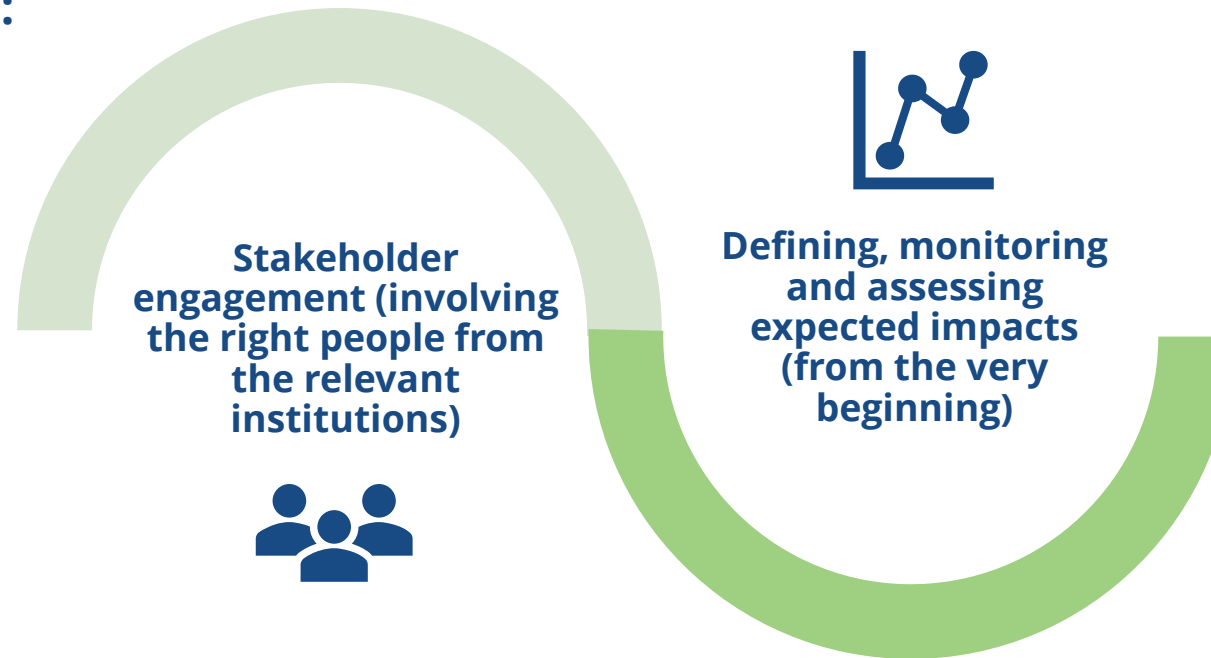 :
Stakeholder
engagement (involving
the right people from
the relevant
institutions)
Defining, monitoring
and assessing
expected impacts
(from the very
beginning)